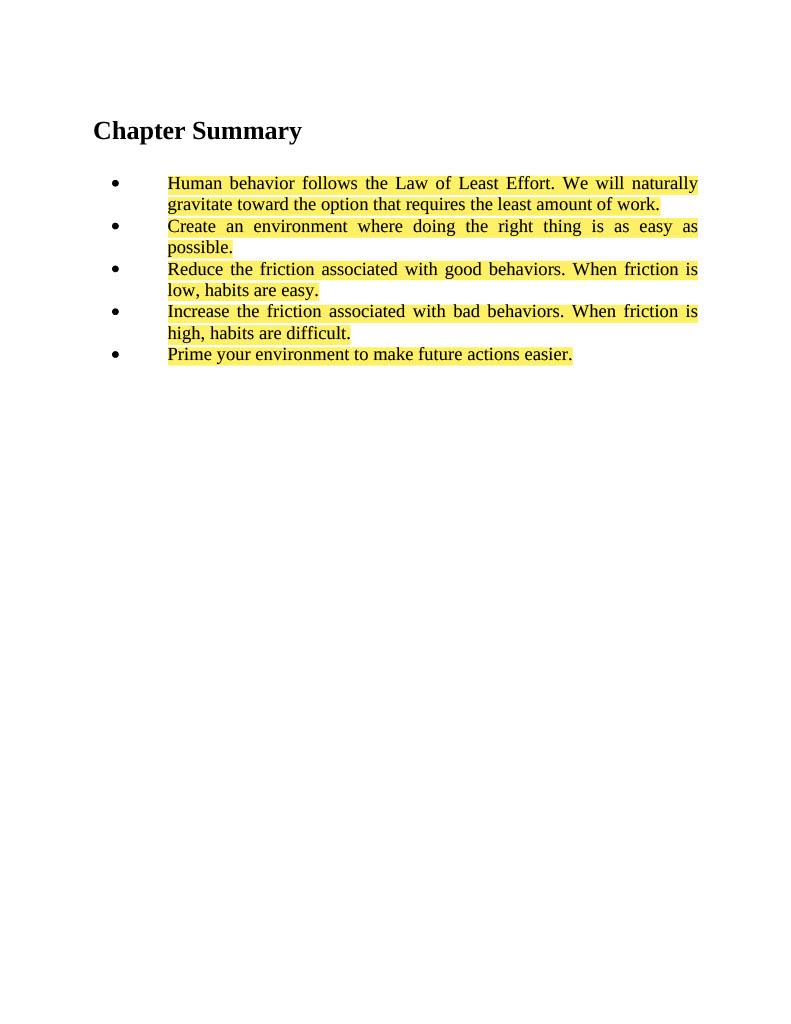 Chapter Summary
• Human behavior follows the Law of Least Effort. We will naturally
gravitate toward the option that requires the least amount of work.
• Create an environment where doing the right thing is as easy as
possible.
• Reduce the friction associated with good behaviors. When friction is
low, habits are easy.
• Increase the friction associated with bad behaviors. When friction is
high, habits are difficult.
• Prime your environment to make future actions easier.